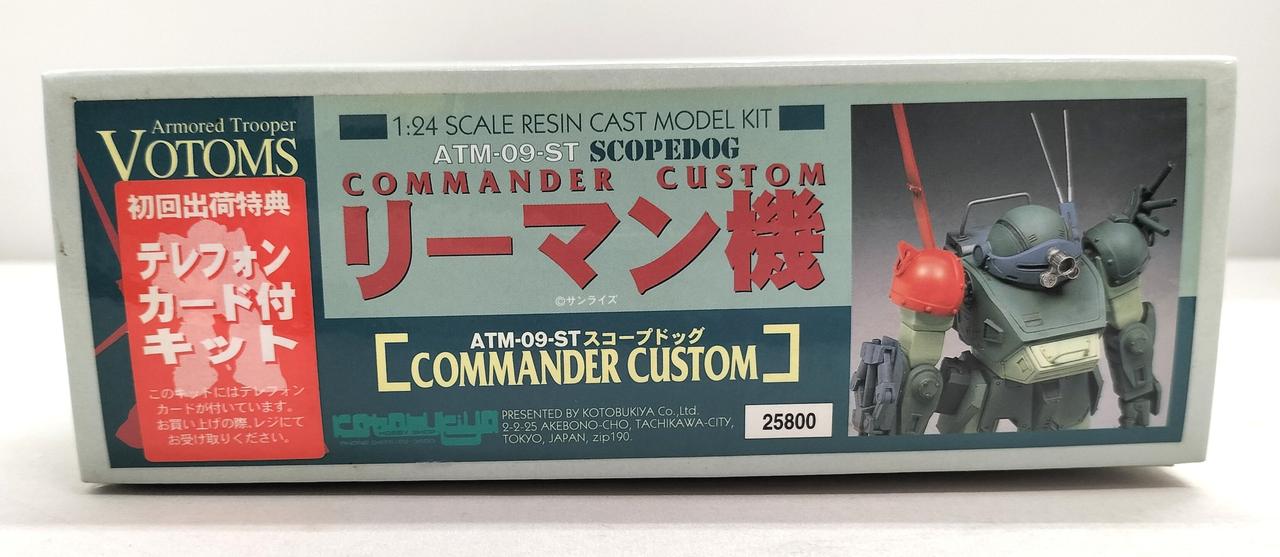 Armored Trooper
VOTOMS
初回出荷特典
テレフォン
カード付
キット
このキットにはテレフォン
カードが付いています。
お買い上げの際、レジにて
お受け取りください。
1:24 SCALE RESIN CAST MODEL KIT
ATM-09-ST SCOPEDOG
COMMANDER CUSTOM
リーマン機
©サンライズ
ATM-09-STスコープドッグ
[COMMANDER CUSTOM]
kotobukiya
PRESENTED BY KOTOBUKIYA Co.,Ltd.
2-2-25 AKEBONO-CHO, TACHIKAWA-CITY,
TOKYO, JAPAN, zip190.
25800